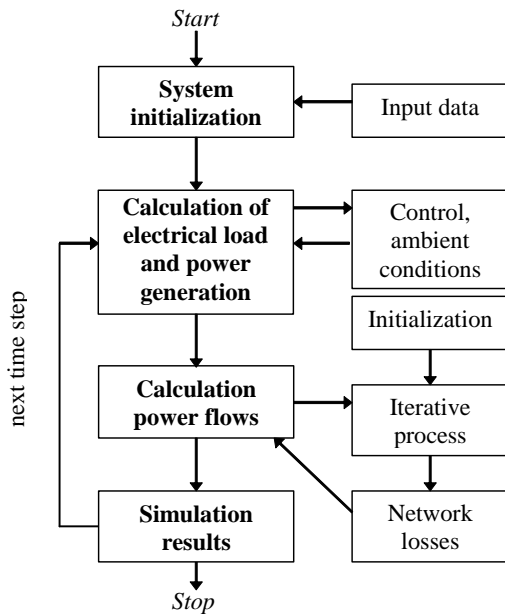 Start
System
initialization
Input data
Calculation of
electrical load
and power
generation
Control,
ambient
conditions
Initialization
next time step
Calculation
power flows
Iterative
process
Simulation
results
Network
losses
Stop